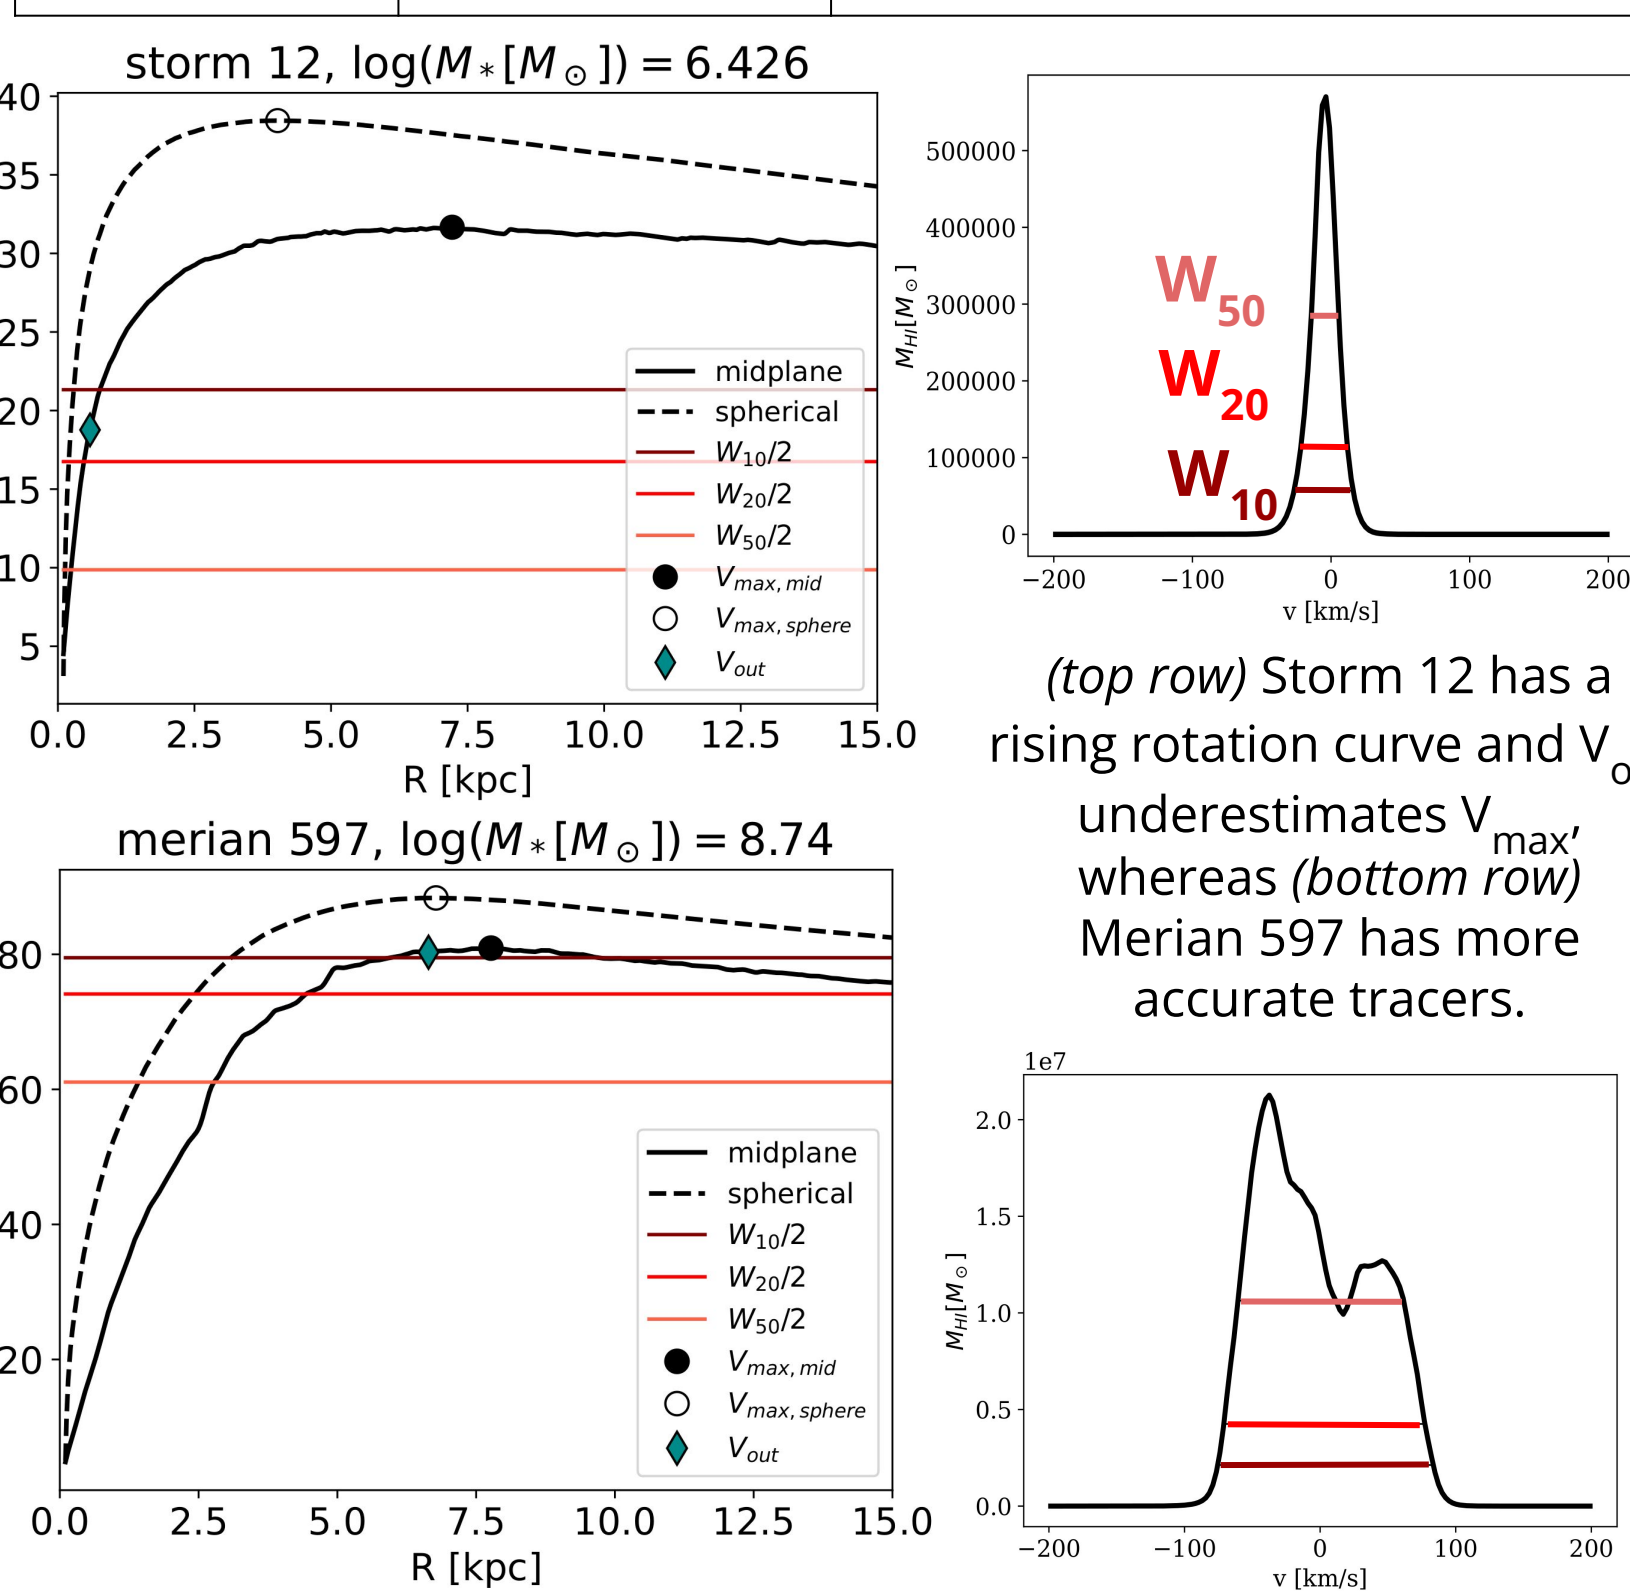 storm 12, log(M∗[M⊙]) = 6.426
40
35
30
25
20
15
10
5
midplane
spherical
W10/2
W20/2
W50/2
Vmax, mid
Vmax, sphere
Vout
0.0 2.5 5.0 7.5 10.0 12.5 15.0
R [kpc]
500000
400000
300000
200000
100000
0
MHI[M⊙]
W50
W20
W10
−200 −100 0 100 200
v [km/s]
(top row) Storm 12 has a
rising rotation curve and Vo
underestimates Vmax,
whereas (bottom row)
Merian 597 has more
accurate tracers.
merian 597, log(M∗[M⊙]) = 8.74
80
60
40
20
midplane
spherical
W10/2
W20/2
W50/2
Vmax, mid
Vmax, sphere
Vout
0.0 2.5 5.0 7.5 10.0 12.5 15.0
R [kpc]
1e7
2.0
1.5
1.0
0.5
0.0
MHI[M⊙]
−200 −100 0 100 200
v [km/s]